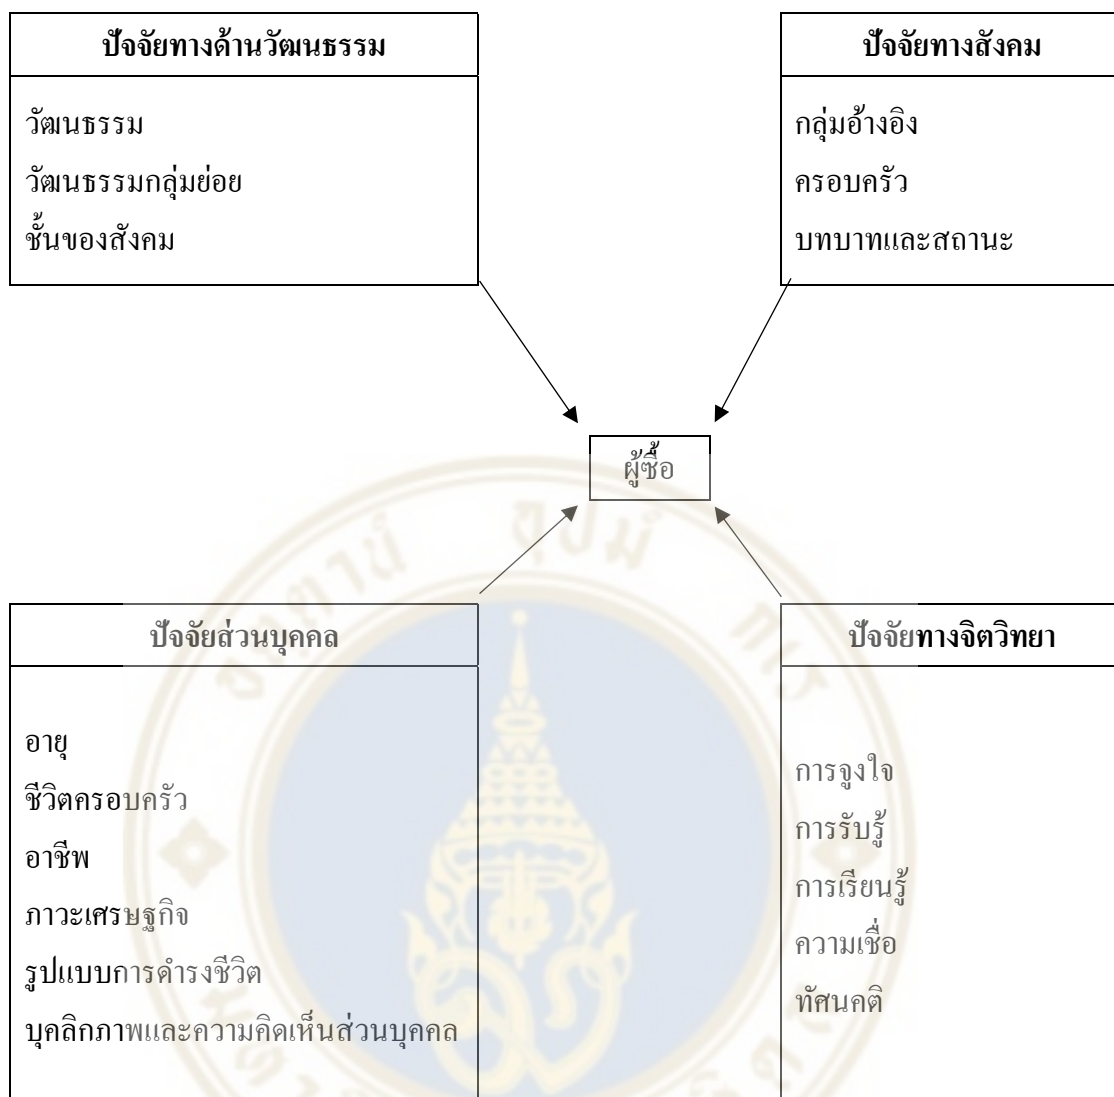 ปัจจัยทางด้านวัฒนธรรม
วัฒนธรรม
วัฒนธรรมกลุ่มย่อย
ชั้นของสังคม
ปัจจัยทางสังคม
กลุ่มอ้างอิง
ครอบครัว
บทบาทและสถานะ
ผู้ซื้อ
ปัจจัยส่วนบุคคล
อายุ
ชีวิตครอบครัว
อาชีพ
ภาวะเศรษฐกิจ
รูปแบบการดำรงชีวิต
บุคลิกภาพและความคิดเห็นส่วนบุคคล
ปัจจัยทางจิตวิทยา
การจูงใจ
การรับรู้
การเรียนรู้
ความเชื่อ
ทัศนคติ
อตฺตานํ อุปมํ กเร